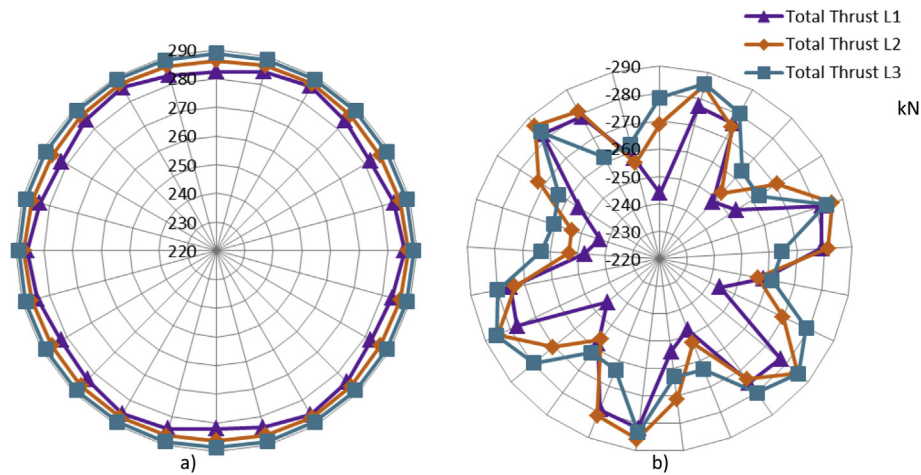 Total Thrust L1
Total Thrust L2
Total Thrust L3
kN
290
280
270
260
250
240
230
220
a)
-290
-280
-270
-260
-250
-240
-230
-220
b)